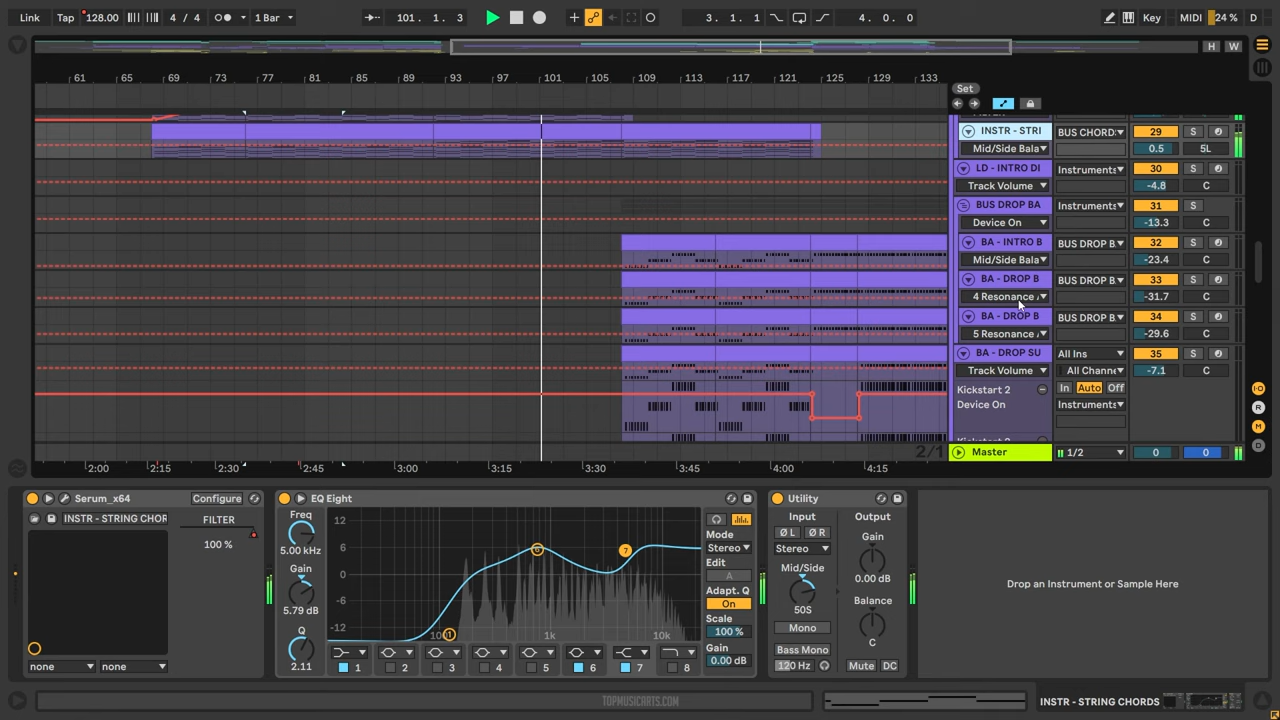 Link Tap 128.00 4 / 4 1 Bar 101. 1. 3 3. 1. 1 4. 0. 0 Key MIDI 24 % D
H W
61 65 69 73 77 81 85 89 93 97 101 105 109 113 117 121 125 129 133
Set
INSTR - STRI BUS CHORD 29 S
Mid/Side Bala 0.5 5L
LD - INTRO DI Instruments 30 S
Track Volume -4.8 C
BUS DROP BA Instruments 31 S
Device On -13.3 C
BA - INTRO B BUS DROP B. 32 S
Mid/Side Bala -23.4 C
BA - DROP B BUS DROP B. 33 S
4 Resonance -31.7 C
BA - DROP B BUS DROP B. 34 S
5 Resonance -29.6 C
BA - DROP SU All Ins 35 S
Track Volume All Channe -7.1 C
Kickstart 2 In Auto Off
Device On Instruments
2/1
Master 1/2 0 0
2:00 2:15 2:30 2:45 3:00 3:15 3:30 3:45 4:00 4:15
I·O
R
M
D
Serum_x64 Configure
INSTR - STRING CHOR FILTER
100 %
none none
EQ Eight
Freq
5.00 kHz
Gain
5.79 dB
Q
2.11
12
6
0
-6
-12
6 7 1
100 1k 10k
1 2 3 4 5 6 7 8
Mode
Stereo
Edit
A
Adapt. Q
On
Scale
100 %
Gain
0.00 dB
Utility
Input Output
Ø L Ø R Gain
Stereo
Mid/Side 0.00 dB
50S Balance
Mono
Bass Mono C
120 Hz Mute DC
Drop an Instrument or Sample Here
TOPMUSICARTS.COM
INSTR - STRING CHORDS